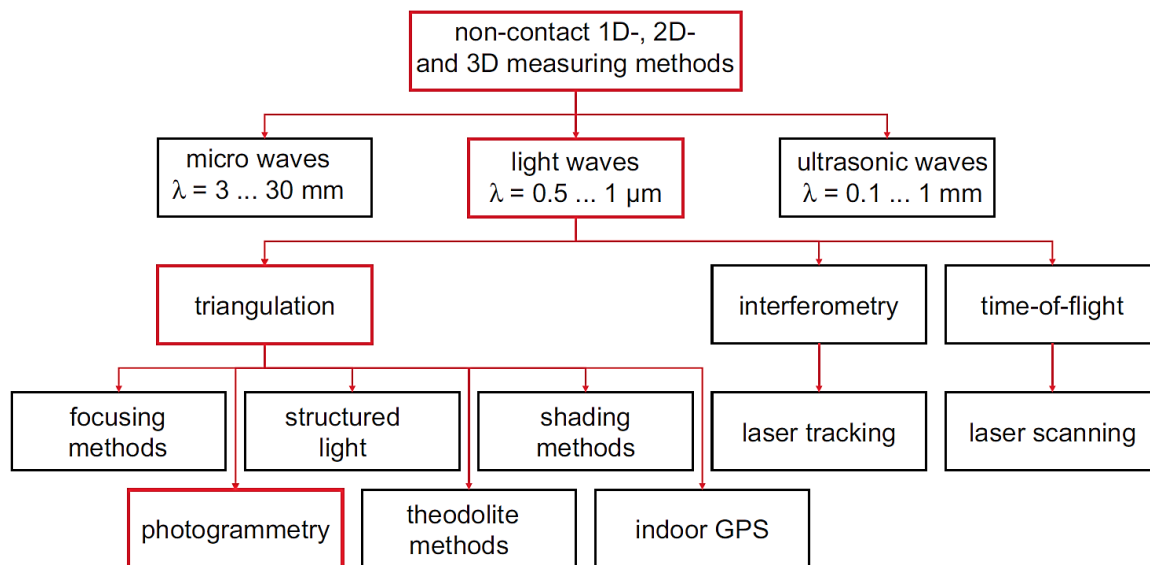 non-contact 1D-, 2D-
and 3D measuring methods
micro waves
λ = 3 ... 30 mm
light waves
λ = 0.5 ... 1 µm
ultrasonic waves
λ = 0.1 ... 1 mm
triangulation
interferometry
time-of-flight
focusing
methods
structured
light
shading
methods
laser tracking
laser scanning
photogrammetry
theodolite
methods
indoor GPS